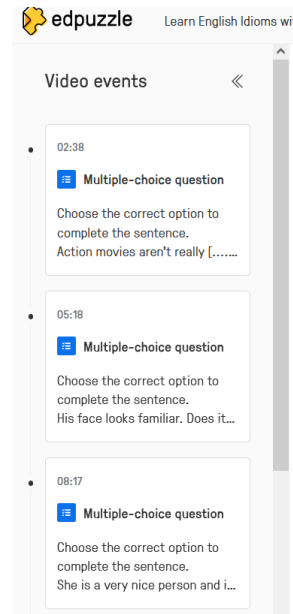 edpuzzle Learn English Idioms wi
Video events
02:38
Multiple-choice question
Choose the correct option to
complete the sentence.
Action movies aren't really [.......
05:18
Multiple-choice question
Choose the correct option to
complete the sentence.
His face looks familiar. Does it...
08:17
Multiple-choice question
Choose the correct option to
complete the sentence.
She is a very nice person and i...